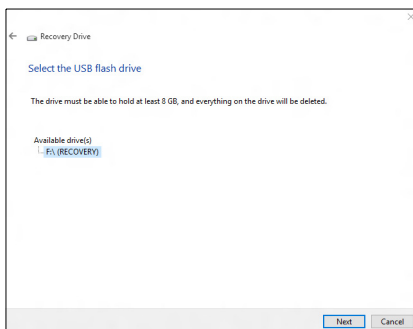 Recovery Drive
Select the USB flash drive
The drive must be able to hold at least 8 GB, and everything on the drive will be deleted.
Available drive(s)
F:\ (RECOVERY)
Next Cancel